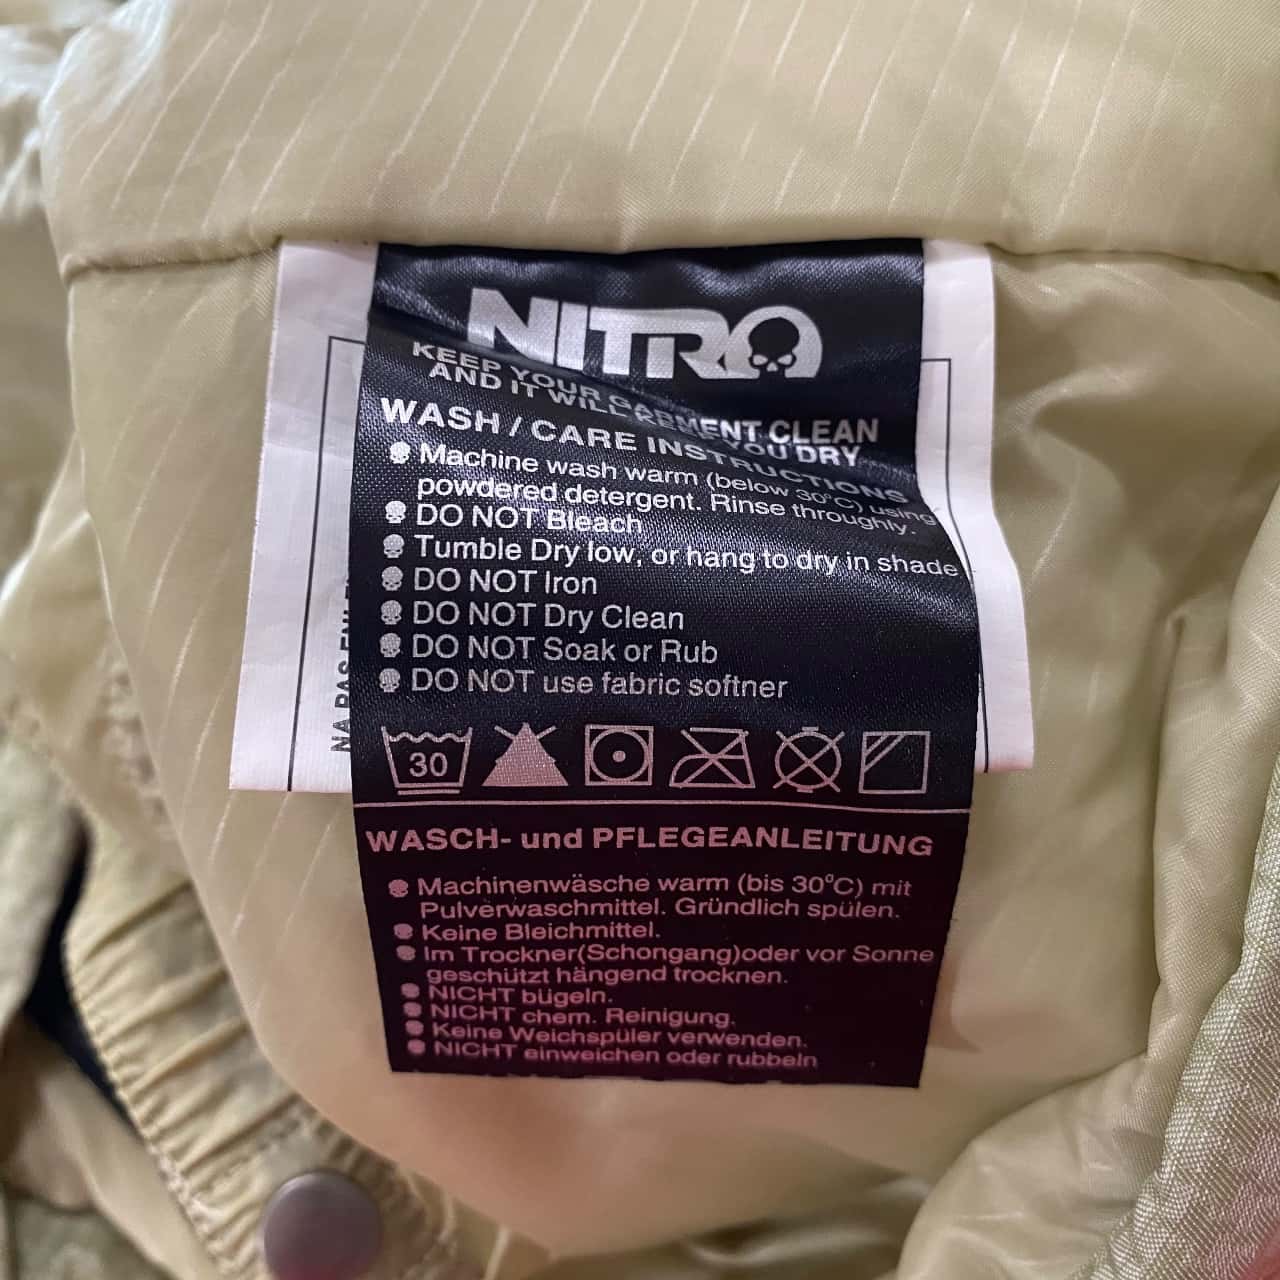 NITRO
KEEP YOUR GARMENT CLEAN
AND IT WILL KEEP YOU DRY
WASH / CARE INSTRUCTIONS
Machine wash warm (below 30°C) using
powdered detergent. Rinse throughly.
DO NOT Bleach
Tumble Dry low, or hang to dry in shade
DO NOT Iron
DO NOT Dry Clean
DO NOT Soak or Rub
DO NOT use fabric softner
30
WASCH- und PFLEGEANLEITUNG
Machinenwäsche warm (bis 30°C) mit
Pulverwaschmittel. Gründlich spülen.
Keine Bleichmittel.
Im Trockner(Schongang)oder vor Sonne
geschützt hängend trocknen.
NICHT bügeln.
NICHT chem. Reinigung.
Keine Weichspüler verwenden.
NICHT einweichen oder rubbeln
NA PAS